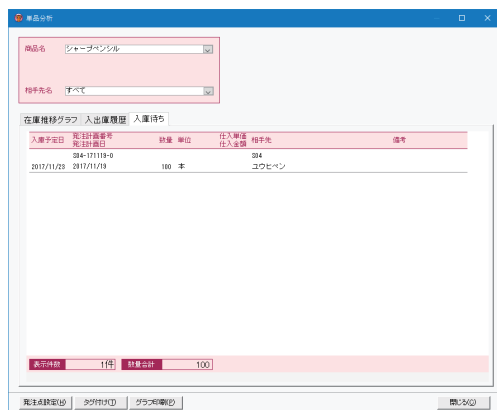 単品分析
商品名 シャープペンシル
相手先名 すべて
在庫推移グラフ 入出庫履歴 入庫待ち
入庫予定日 発注計画番号 数量 単位 仕入単価 相手先 備考
発注計画日 仕入金額
S04-171119-0 S04
2017/11/23 2017/11/19 100 本 ユウヒペン
表示件数 1件 数量合計 100
発注点設定(H) タグ付け(T) グラフ印刷(P) 閉じる(Q)